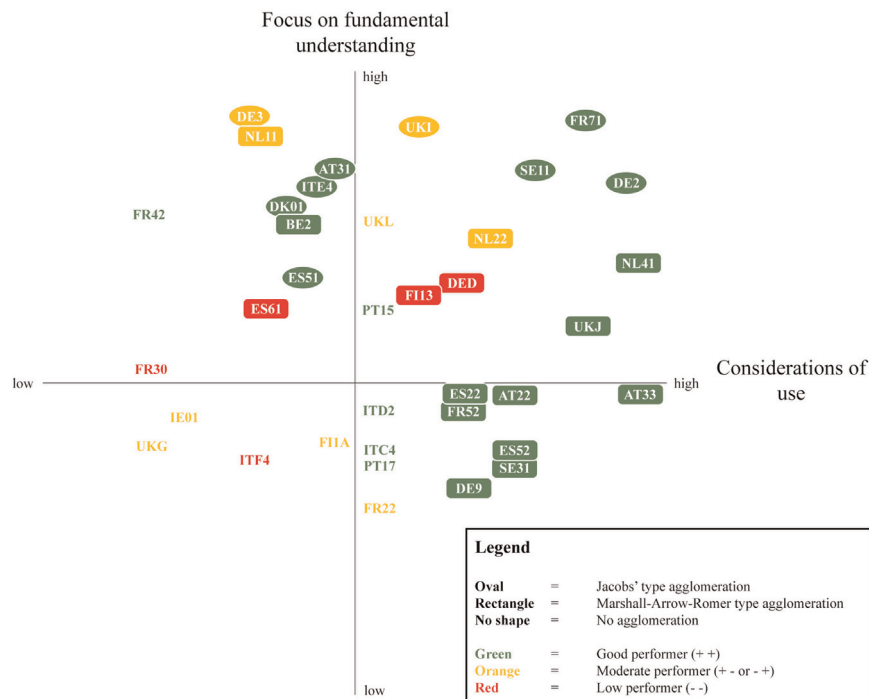 Focus on fundamental
understanding
high
DE3
FR71
UKI
NL11
AT31
SE11
DE2
ITE4
DK01
FR42
BE2
UKL
NL22
NL41
ES51
DED
FI13
ES61
PT15
UKJ
FR30
Considerations of
use
low
high
ES22
AT22
AT33
ITD2
FR52
IE01
FI1A
UKG
ITC4
ES52
ITF4
PT17
SE31
DE9
FR22
Legend
Oval = Jacobs' type agglomeration
Rectangle = Marshall-Arrow-Romer type agglomeration
No shape = No agglomeration
Green = Good performer (+ +)
Orange = Moderate performer (+ - or - +)
Red = Low performer (- -)
low